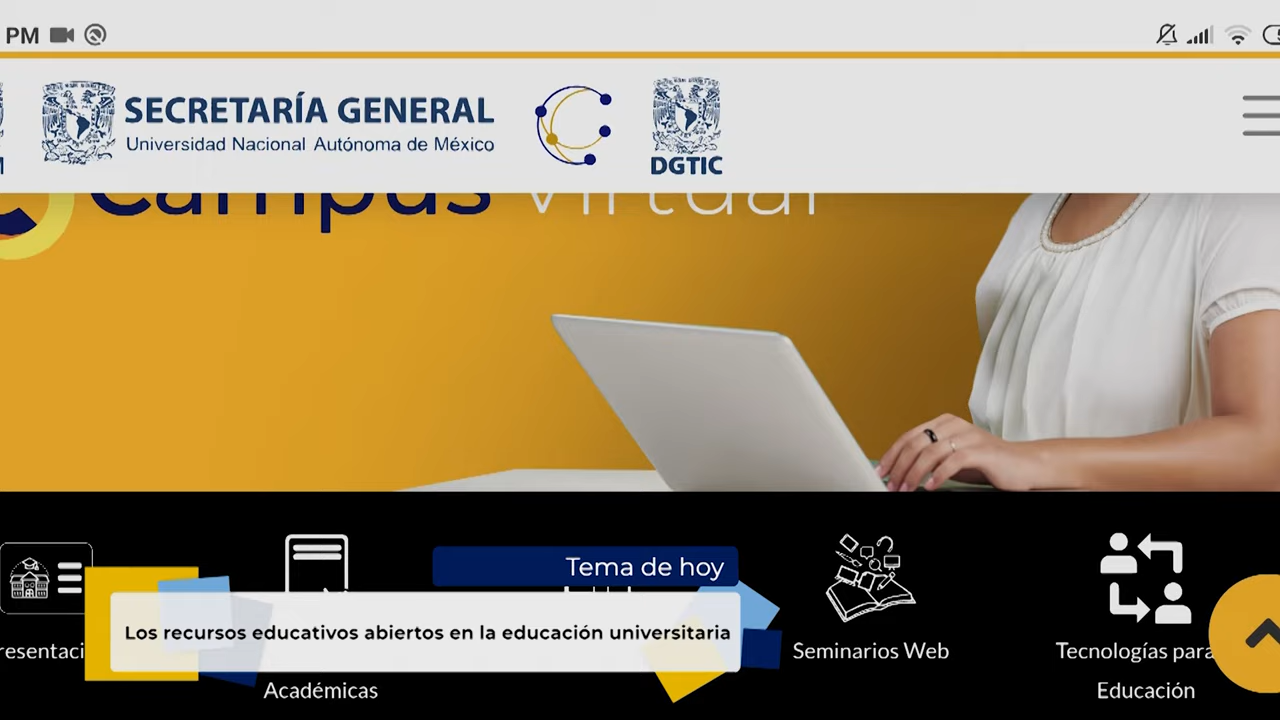 PM
SECRETARÍA GENERAL
Universidad Nacional Autónoma de México
DGTIC
Campus Virtual
Tema de hoy
Los recursos educativos abiertos en la educación universitaria
Seminarios Web
Tecnologías para
Académicas
Educación